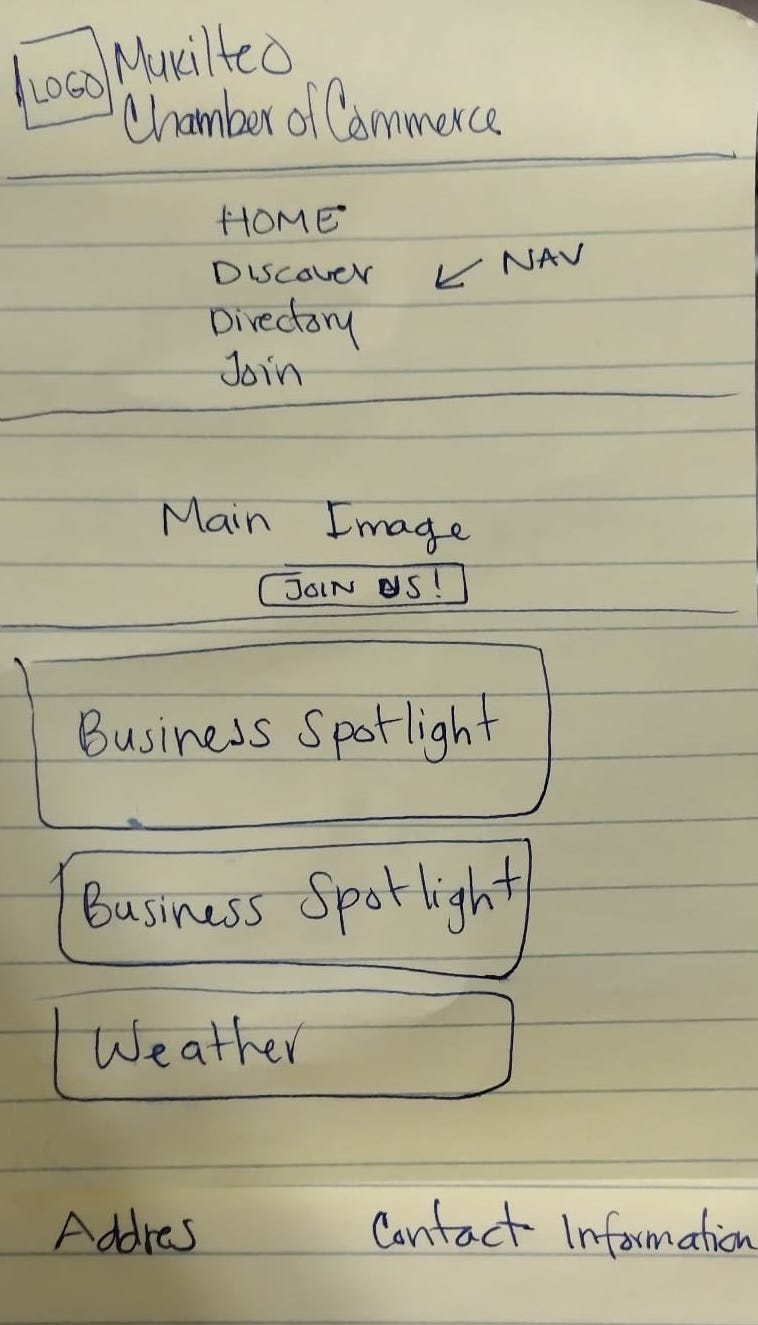 LOGO Mukilteo
Chamber of Commerce
HOME
Discover
NAV
Directory
Join
Main Image
JOIN US!
Business Spotlight
Business Spotlight
Weather
Addres Contact Information